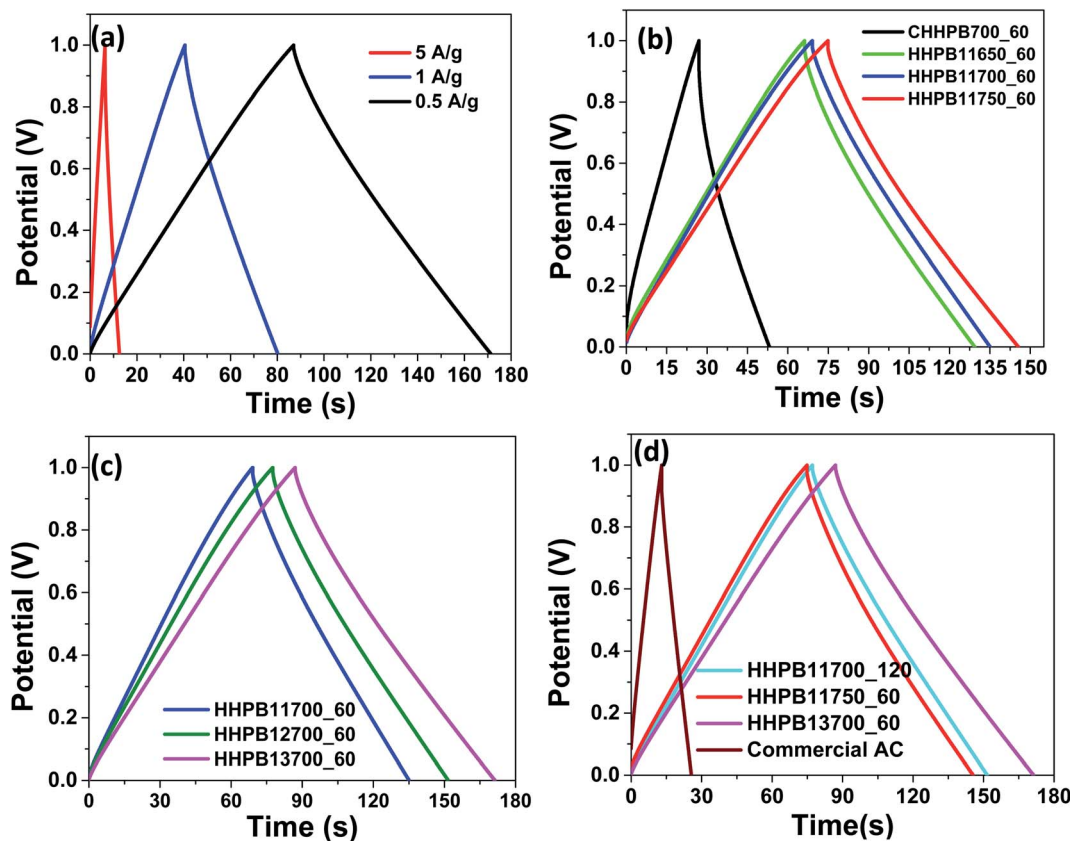 (a)
5 A/g
1 A/g
0.5 A/g
Potential (V)
1.0
0.8
0.6
0.4
0.2
0.0
0 20 40 60 80 100 120 140 160 180
Time (s)
(b)
CHHPB700_60
HHPB11650_60
HHPB11700_60
HHPB11750_60
Potential (V)
1.0
0.8
0.6
0.4
0.2
0.0
0 15 30 45 60 75 90 105 120 135 150
Time (s)
(c)
HHPB11700_60
HHPB12700_60
HHPB13700_60
Potential (V)
1.0
0.8
0.6
0.4
0.2
0.0
0 30 60 90 120 150 180
Time (s)
(d)
HHPB11700_120
HHPB11750_60
HHPB13700_60
Commercial AC
Potential (V)
1.0
0.8
0.6
0.4
0.2
0.0
0 30 60 90 120 150 180
Time(s)